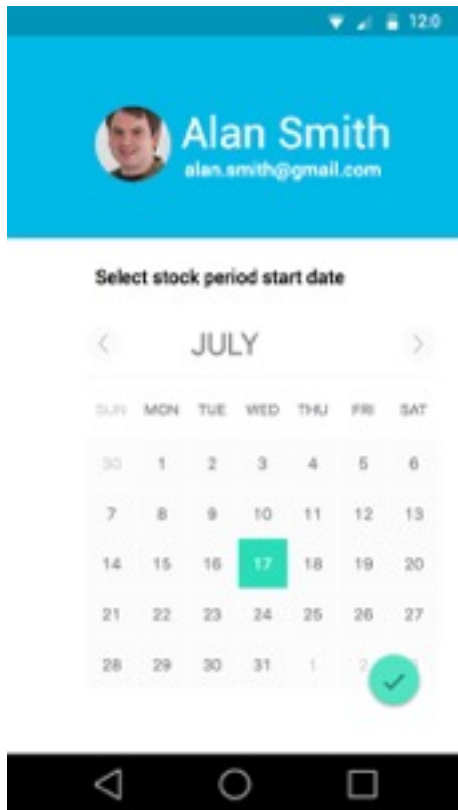 12:0
Alan Smith
alan.smith@gmail.com
Select stock period start date
JULY
SUN MON TUE WED THU FRI SAT
30 1 2 3 4 5 6
7 8 9 10 11 12 13
14 15 16 17 18 19 20
21 22 23 24 25 26 27
28 29 30 31 1 2